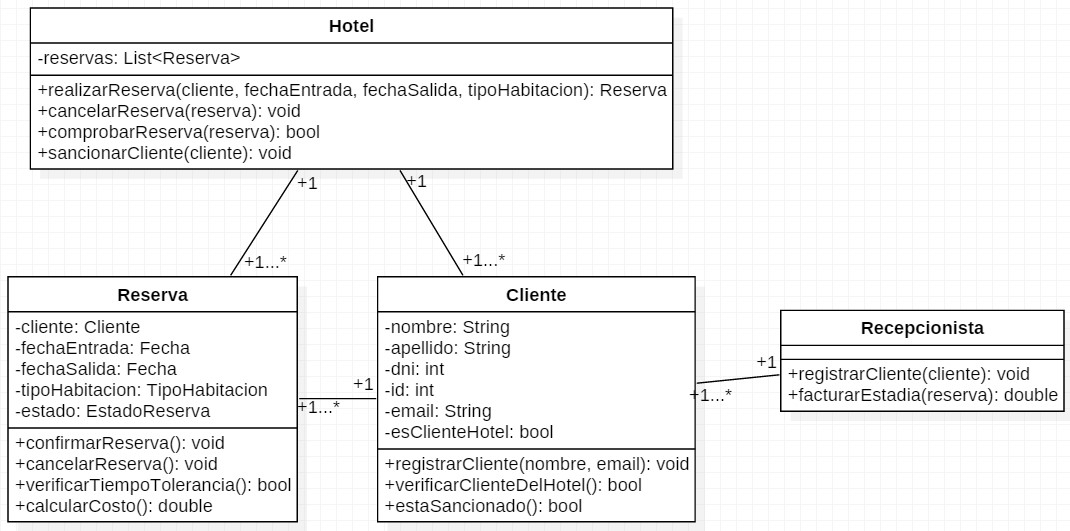 Hotel
-reservas: List<Reserva>
+realizarReserva(cliente, fechaEntrada, fechaSalida, tipoHabitacion): Reserva
+cancelarReserva(reserva): void
+comprobarReserva(reserva): bool
+sancionarCliente(cliente): void
+1
+1
+1...*
+1...*
Reserva
-cliente: Cliente
-fechaEntrada: Fecha
-fechaSalida: Fecha
-tipoHabitacion: TipoHabitacion
-estado: EstadoReserva
+confirmarReserva(): void
+cancelarReserva(): void
+verificarTiempoTolerancia(): bool
+calcularCosto(): double
+1
+1...*
Cliente
-nombre: String
-apellido: String
-dni: int
-id: int
-email: String
-esClienteHotel: bool
+registrarCliente(nombre, email): void
+verificarClienteDelHotel(): bool
+estaSancionado(): bool
+1
+1...*
Recepcionista
+registrarCliente(cliente): void
+facturarEstadia(reserva): double